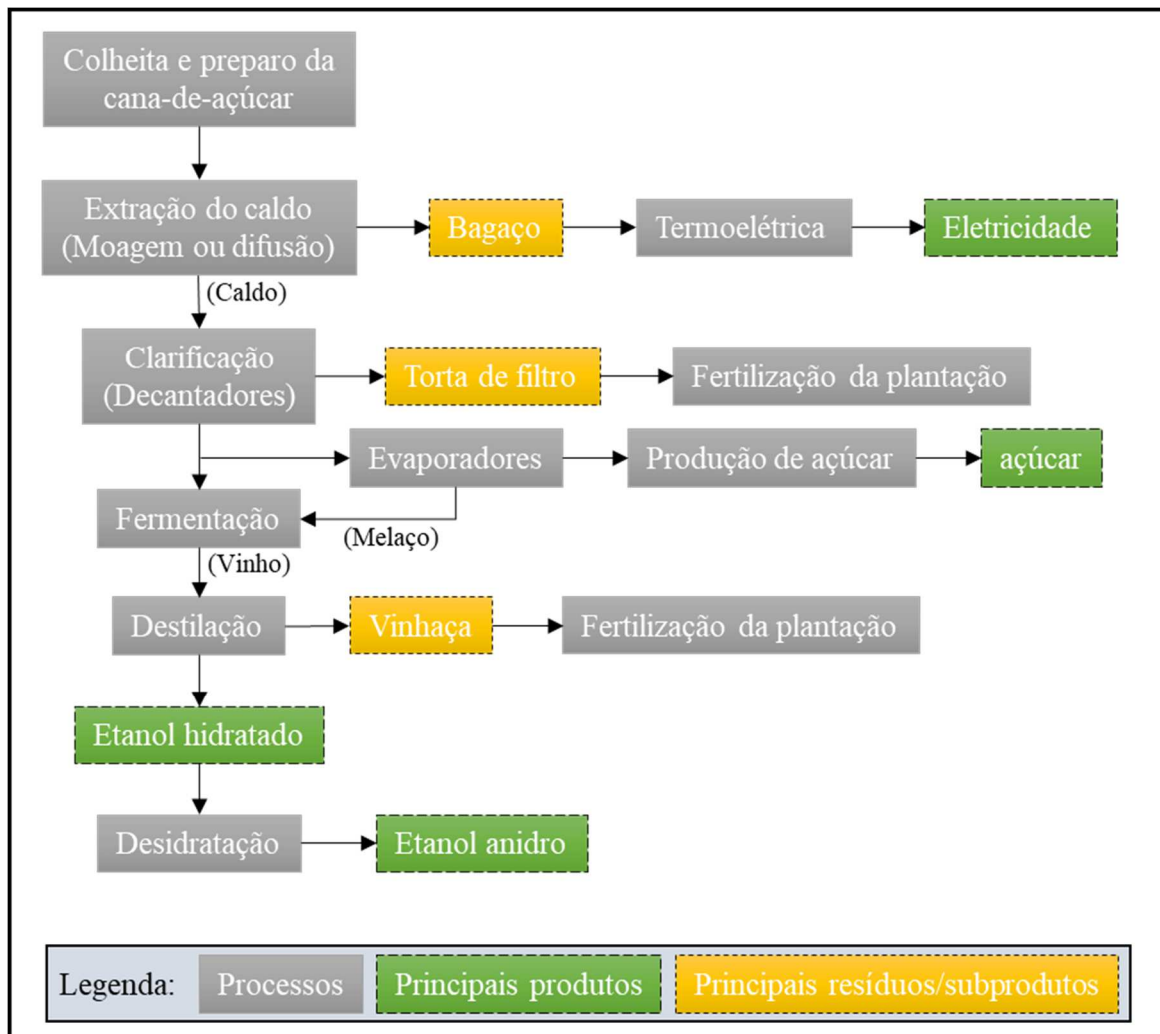 Colheita e preparo da
cana-de-açúcar
Extração do caldo
(Moagem ou difusão)
Bagaço
Termoelétrica
Eletricidade
(Caldo)
Clarificação
(Decantadores)
Torta de filtro
Fertilização da plantação
Evaporadores
Produção de açúcar
açúcar
Fermentação
(Melaço)
(Vinho)
Destilação
Vinhaça
Fertilização da plantação
Etanol hidratado
Desidratação
Etanol anidro
Legenda:
Processos
Principais produtos
Principais resíduos/subprodutos